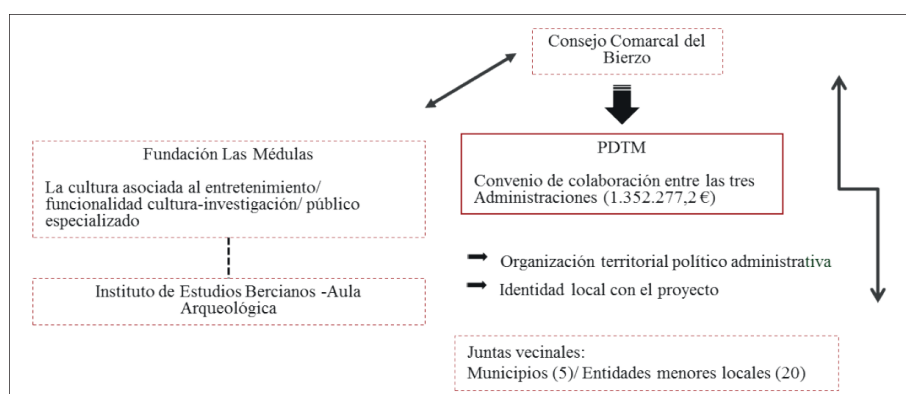 Consejo Comarcal del
Bierzo
Fundación Las Médulas
La cultura asociada al entretenimiento/
funcionalidad cultura-investigación/ público
especializado
Instituto de Estudios Bercianos -Aula
Arqueológica
PDTM
Convenio de colaboración entre las tres
Administraciones (1.352.277,2 €)
Organización territorial político administrativa
Identidad local con el proyecto
Juntas vecinales:
Municipios (5)/ Entidades menores locales (20)